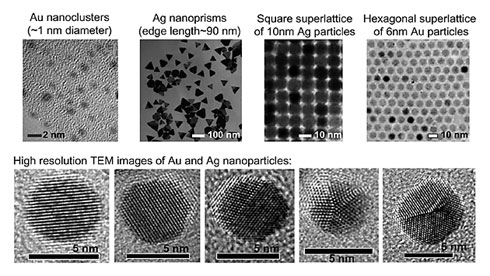 Au nanoclusters
(~1 nm diameter)
Ag nanoprisms
(edge length~90 nm)
Square superlattice
of 10nm Ag particles
Hexagonal superlattice
of 6nm Au particles
2 nm
100 nm
10 nm
10 nm
High resolution TEM images of Au and Ag nanoparticles:
5 nm
5 nm
5 nm
5 nm
5 nm